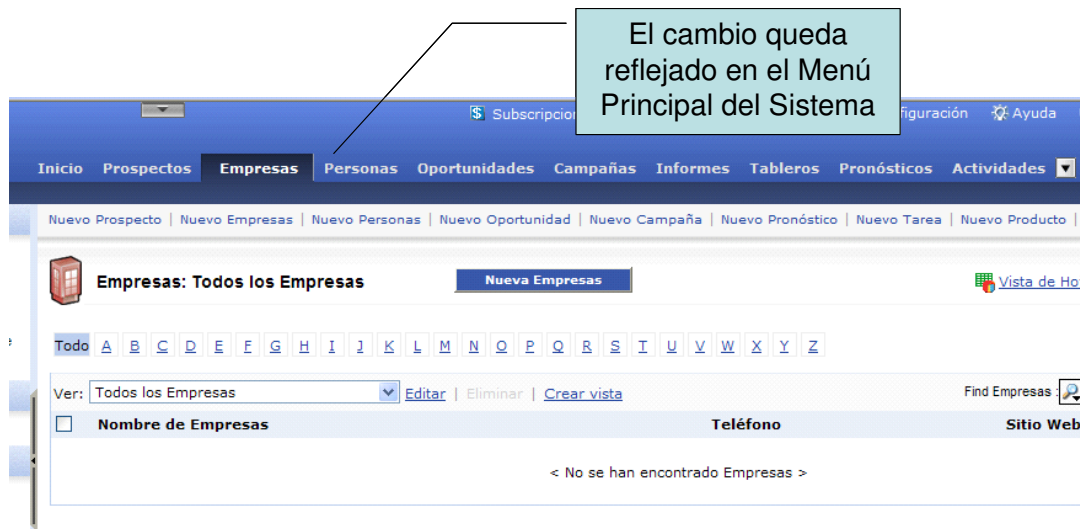 El cambio queda
reflejado en el Menú
Principal del Sistema
Ayuda
Inicio Prospectos Empresas Personas Oportunidades Campañas Informes Tableros Pronósticos Actividades
Nuevo Prospecto | Nuevo Empresas | Nuevo Personas | Nuevo Oportunidad | Nuevo Campaña | Nuevo Pronóstico | Nuevo Tarea | Nuevo Producto |
Empresas: Todos los Empresas Nueva Empresas Vista de
Todo A B C D E F G H I J K L M N O P Q R S T U V W X Y Z
Ver: Todos los Empresas Editar | Eliminar | Crear vista Find Empresas :
Nombre de Empresas Teléfono Sitio Web
< No se han encontrado Empresas >